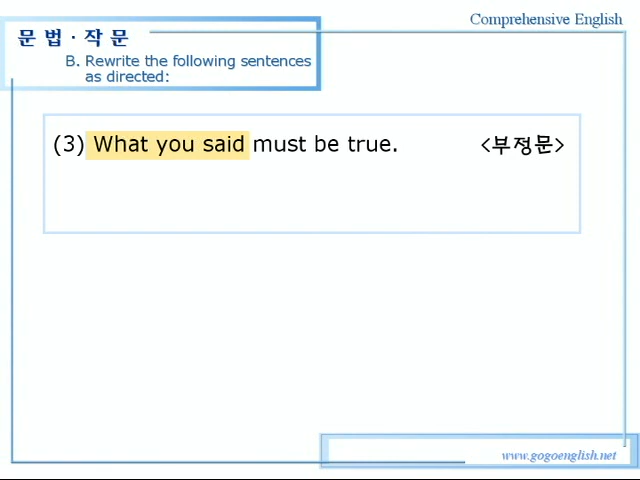 Comprehensive English
문 법 · 작 문
B. Rewrite the following sentences
as directed:
(3) What you said must be true. <부정문>
www.gogoenglish.net